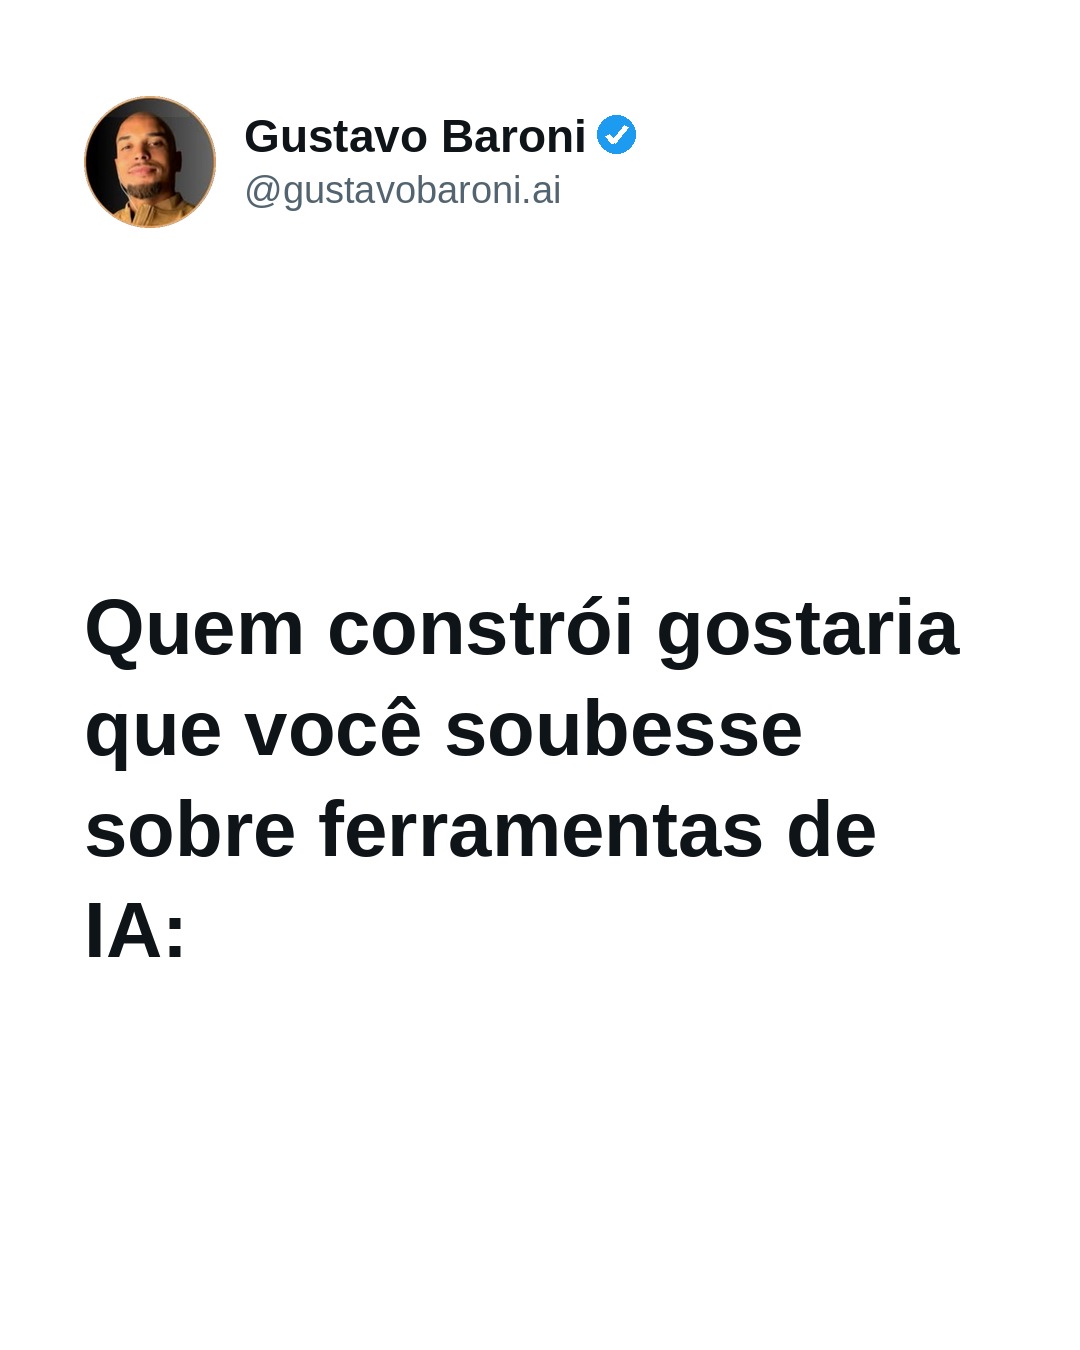 Gustavo Baroni
@gustavobaroni.ai
Quem constrói gostaria
que você soubesse
sobre ferramentas de
IA: